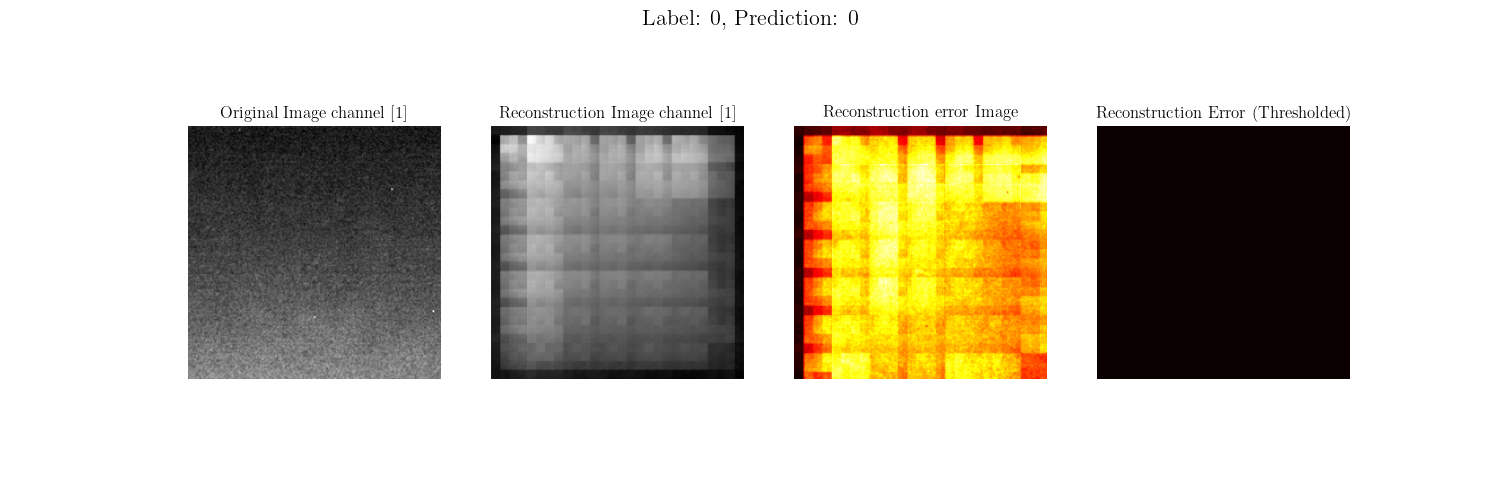 Label: 0, Prediction: 0
Original Image channel [1]
Reconstruction Image channel [1]
Reconstruction error Image
Reconstruction Error (Thresholded)